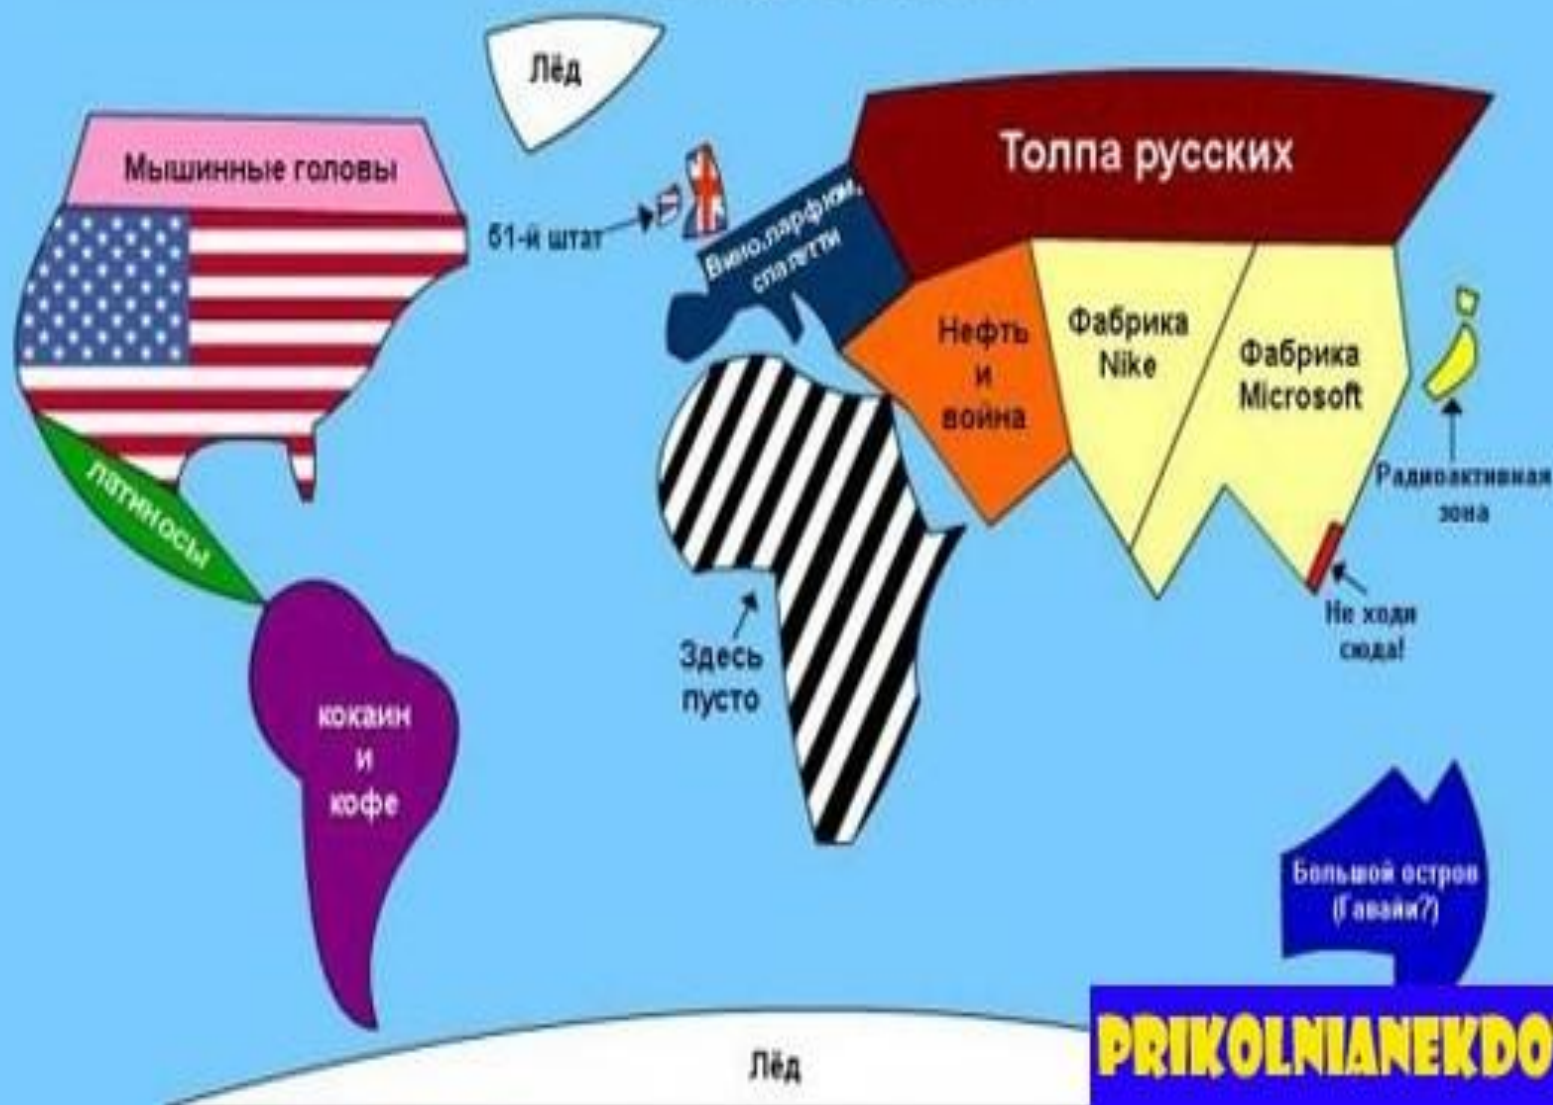 Лёд
Мышинные головы
Толпа русских
51-й штат
Вино,парфюм,
спагетти
Нефть
и
война
Фабрика
Nike
Фабрика
Microsoft
латиносы
Радиоактивная
зона
Не ходи
сюда!
Здесь
пусто
кокаин
и
кофе
Большой остров
(Гавайи?)
Лёд
PRIKOLNIANEKDO